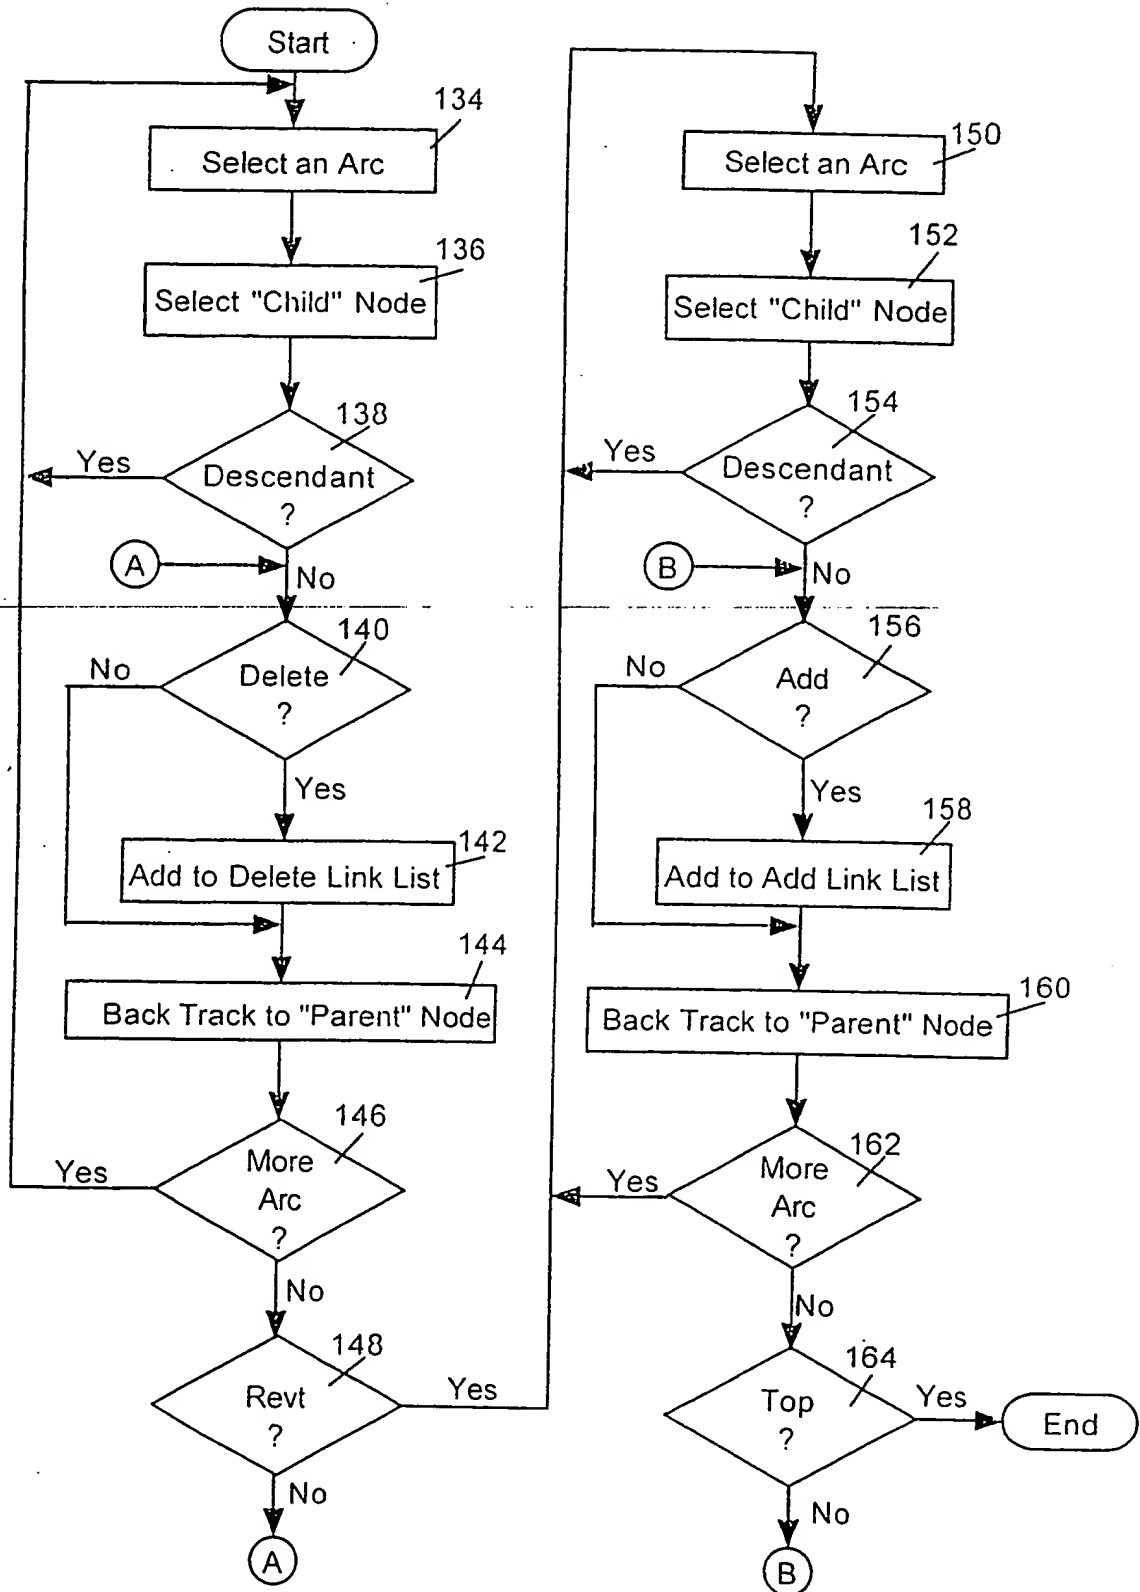 Start
134
Select an Arc
136
Select "Child" Node
138
Yes
Descendant
?
A
No
140
No
Delete
?
Yes
142
Add to Delete Link List
144
Back Track to "Parent" Node
146
Yes
More
Arc
?
No
148
Revt
?
Yes
No
A
150
Select an Arc
152
Select "Child" Node
154
Yes
Descendant
?
B
No
156
No
Add
?
Yes
158
Add to Add Link List
160
Back Track to "Parent" Node
162
Yes
More
Arc
?
No
164
Top
?
Yes
End
No
B